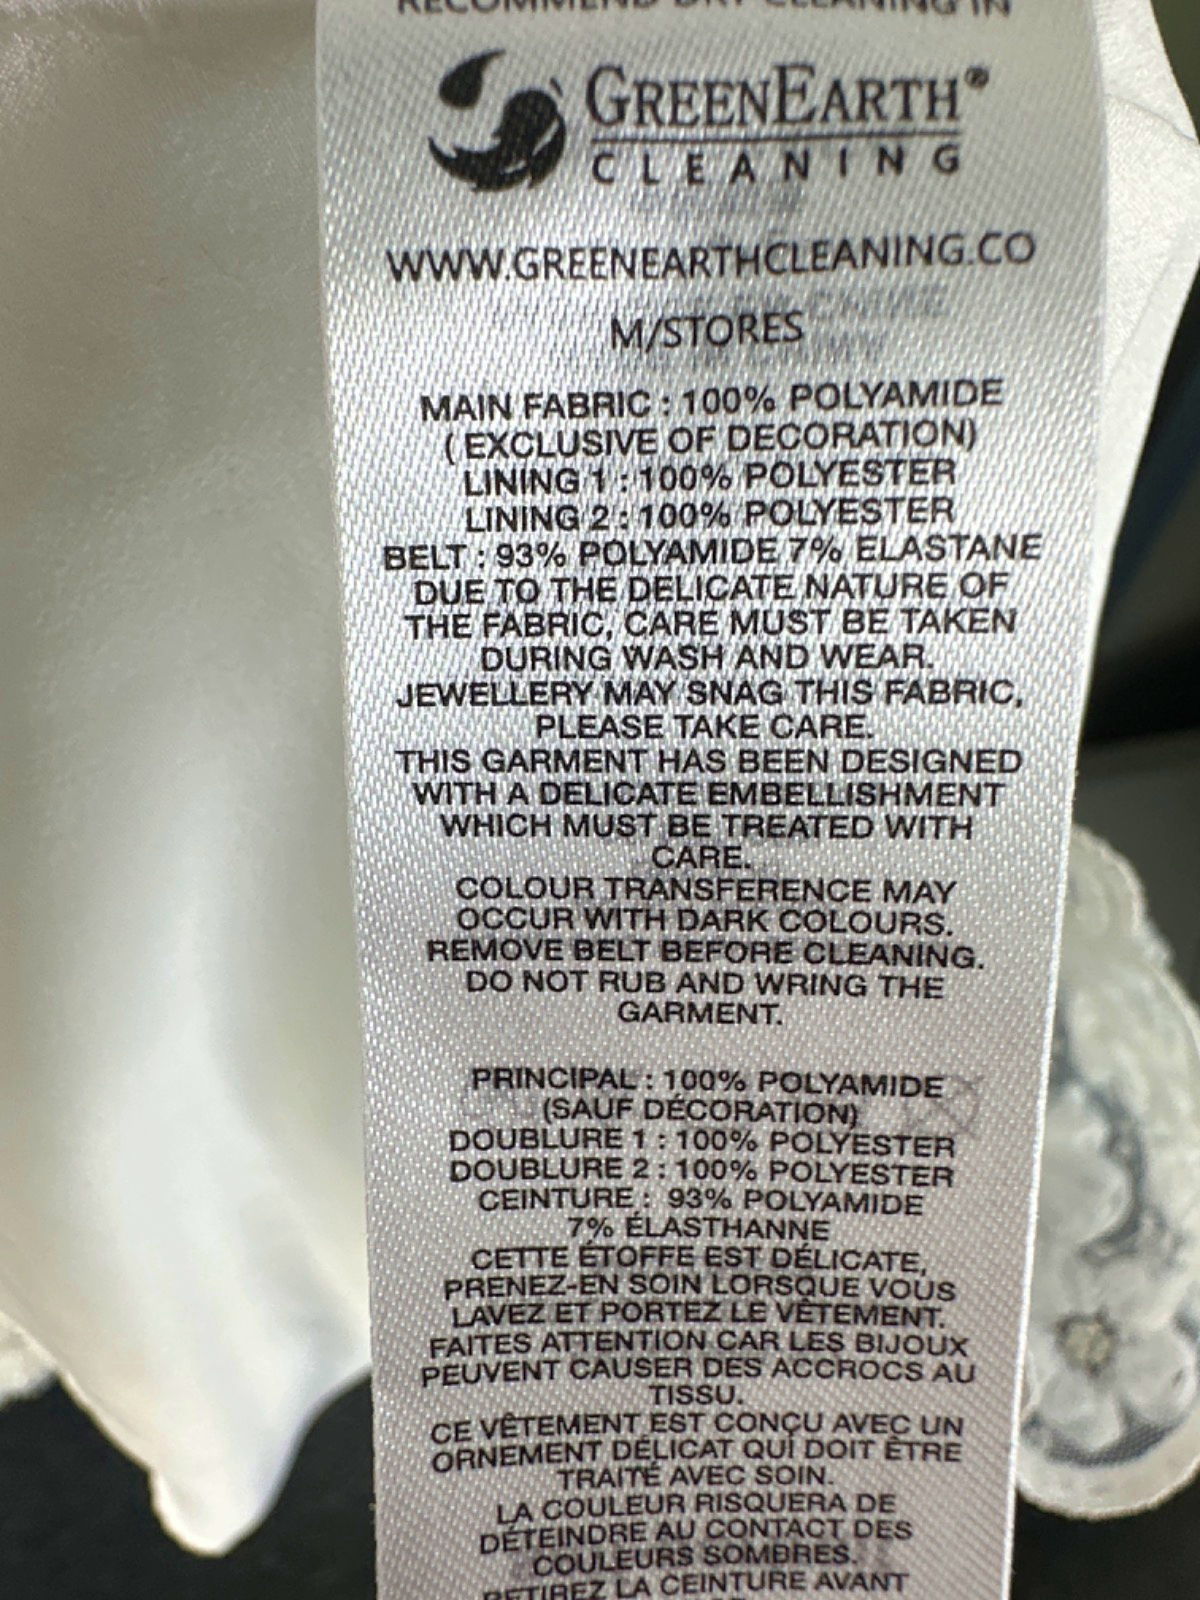 RECOMMEND DRY CLEANING IN
GREENEARTH®
CLEANING
WWW.GREENEARTHCLEANING.CO
M/STORES
MAIN FABRIC : 100% POLYAMIDE
( EXCLUSIVE OF DECORATION)
LINING 1 : 100% POLYESTER
LINING 2 : 100% POLYESTER
BELT : 93% POLYAMIDE 7% ELASTANE
DUE TO THE DELICATE NATURE OF
THE FABRIC, CARE MUST BE TAKEN
DURING WASH AND WEAR.
JEWELLERY MAY SNAG THIS FABRIC,
PLEASE TAKE CARE.
THIS GARMENT HAS BEEN DESIGNED
WITH A DELICATE EMBELLISHMENT
WHICH MUST BE TREATED WITH
CARE.
COLOUR TRANSFERENCE MAY
OCCUR WITH DARK COLOURS.
REMOVE BELT BEFORE CLEANING.
DO NOT RUB AND WRING THE
GARMENT.
PRINCIPAL : 100% POLYAMIDE
(SAUF DÉCORATION)
DOUBLURE 1 : 100% POLYESTER
DOUBLURE 2 : 100% POLYESTER
CEINTURE : 93% POLYAMIDE
7% ÉLASTHANNE
CETTE ÉTOFFE EST DÉLICATE,
PRENEZ-EN SOIN LORSQUE VOUS
LAVEZ ET PORTEZ LE VÊTEMENT.
FAITES ATTENTION CAR LES BIJOUX
PEUVENT CAUSER DES ACCROCS AU
TISSU.
CE VÊTEMENT EST CONÇU AVEC UN
ORNEMENT DÉLICAT QUI DOIT ÊTRE
TRAITÉ AVEC SOIN.
LA COULEUR RISQUERA DE
DÉTEINDRE AU CONTACT DES
COULEURS SOMBRES.
RETIREZ LA CEINTURE AVANT